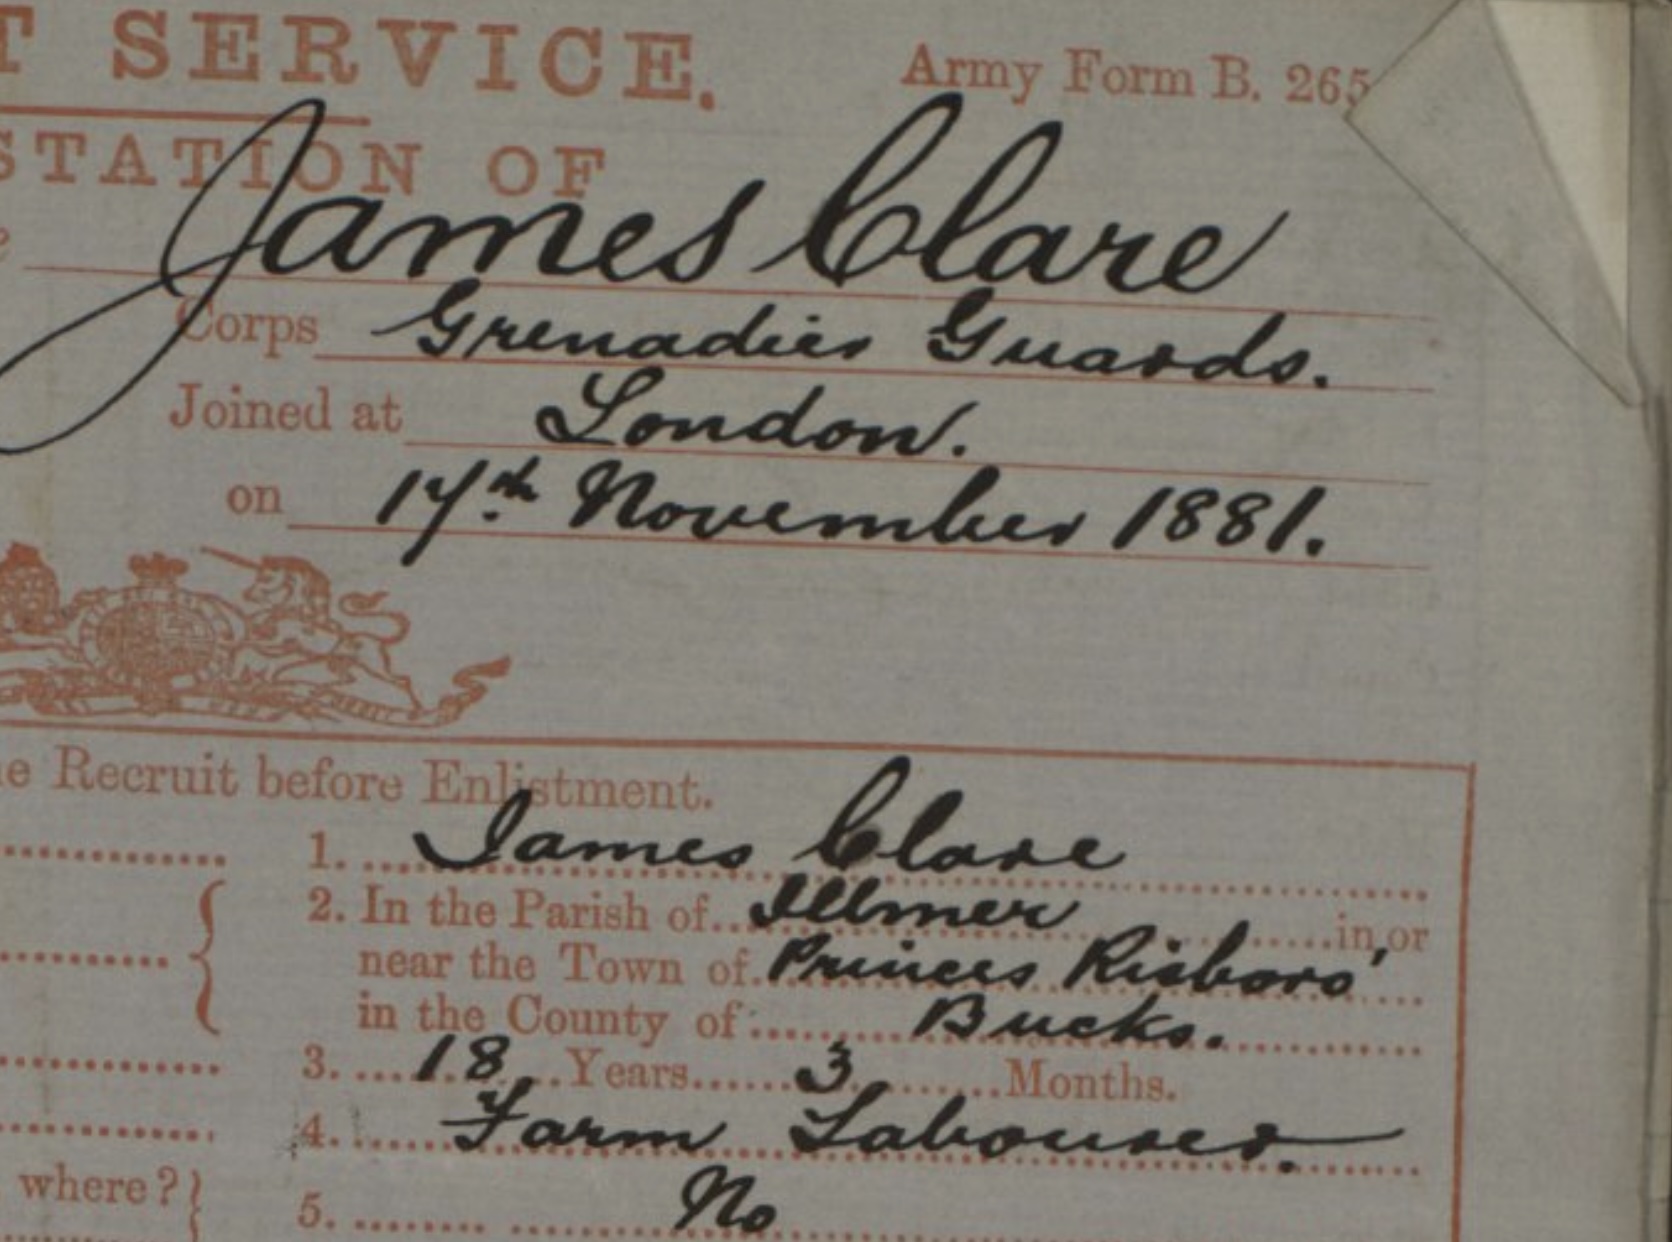 T SERVICE.
Army Form B. 265
STATION OF
James Clare
Corps Grenadier Guards.
Joined at London.
on 17th November 1881.
e Recruit before Enlistment.
1. James Clare
2. In the Parish of Illmer in or
near the Town of Princes Risboro'
in the County of Bucks.
3. 18 Years 3 Months.
4. Farm Labourer.
where? 5. No